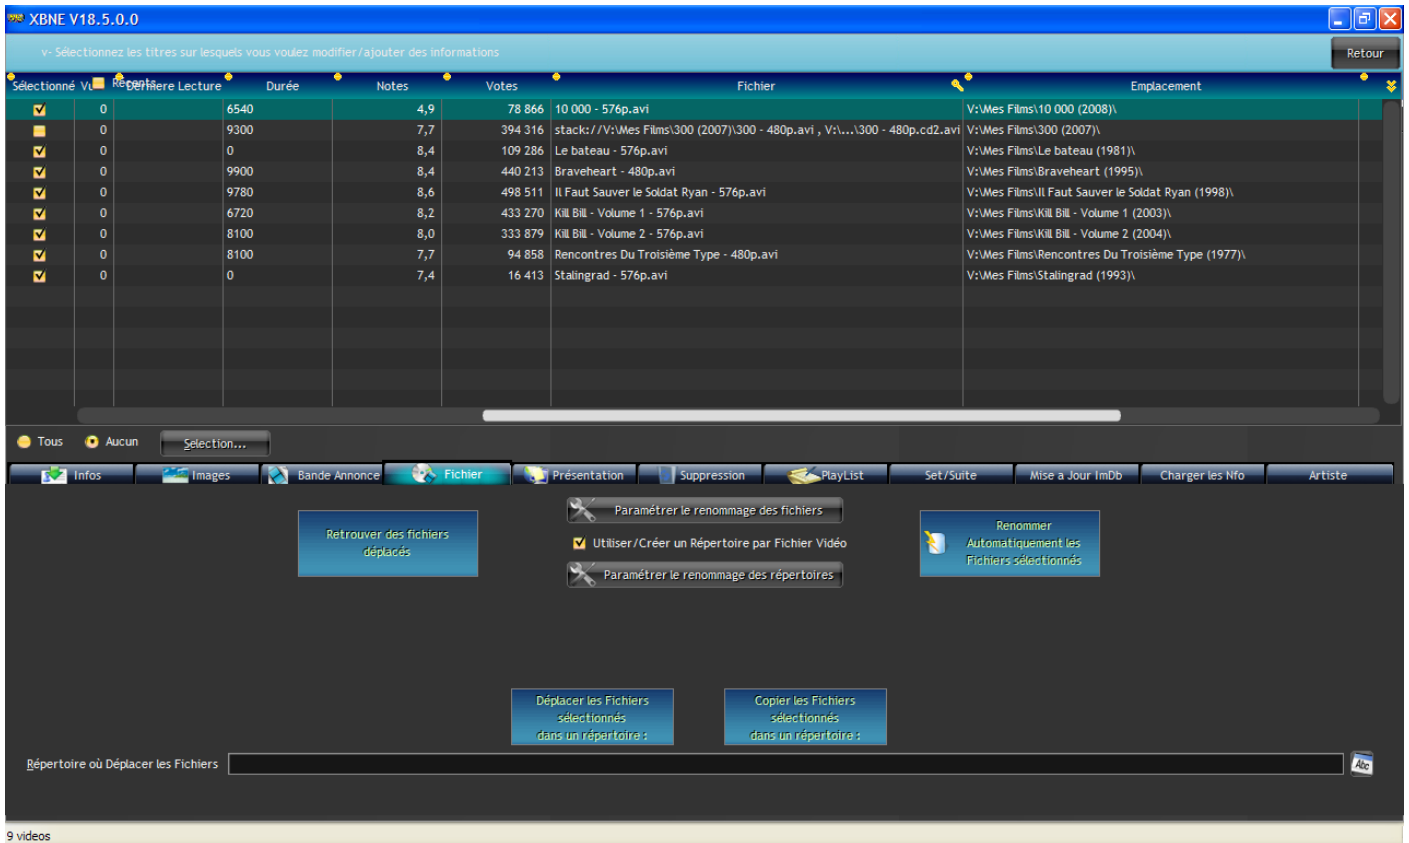 XBNE V18.5.0.0
v- Sélectionnez les titres sur lesquels vous voulez modifier/ajouter des informations
Retour
Sélectionné Vu Récents Derniere Lecture Durée Notes Votes Fichier Emplacement
0 6540 4,9 78 866 10 000 - 576p.avi V:\Mes Films\10 000 (2008)\
0 9300 7,7 394 316 stack://V:\Mes Films\300 (2007)\300 - 480p.avi , V:\...\300 - 480p.cd2.avi V:\Mes Films\300 (2007)\
0 0 8,4 109 286 Le bateau - 576p.avi V:\Mes Films\Le bateau (1981)\
0 9900 8,4 440 213 Braveheart - 480p.avi V:\Mes Films\Braveheart (1995)\
0 9780 8,6 498 511 Il Faut Sauver le Soldat Ryan - 576p.avi V:\Mes Films\Il Faut Sauver le Soldat Ryan (1998)\
0 6720 8,2 433 270 Kill Bill - Volume 1 - 576p.avi V:\Mes Films\Kill Bill - Volume 1 (2003)\
0 8100 8,0 333 879 Kill Bill - Volume 2 - 576p.avi V:\Mes Films\Kill Bill - Volume 2 (2004)\
0 8100 7,7 94 858 Rencontres Du Troisième Type - 480p.avi V:\Mes Films\Rencontres Du Troisième Type (1977)\
0 0 7,4 16 413 Stalingrad - 576p.avi V:\Mes Films\Stalingrad (1993)\
Tous Aucun Selection...
Infos Images Bande Annonce Fichier Présentation Suppression PlayList Set/Suite Mise a Jour ImDb Charger les Nfo Artiste
Retrouver des fichiers
déplacés
Paramétrer le renommage des fichiers
Utiliser/Créer un Répertoire par Fichier Vidéo
Paramétrer le renommage des répertoires
Renommer
Automatiquement les
Fichiers sélectionnés
Déplacer les Fichiers
sélectionnés
dans un répertoire :
Copier les Fichiers
sélectionnés
dans un répertoire :
Répertoire où Déplacer les Fichiers
Abc
9 videos